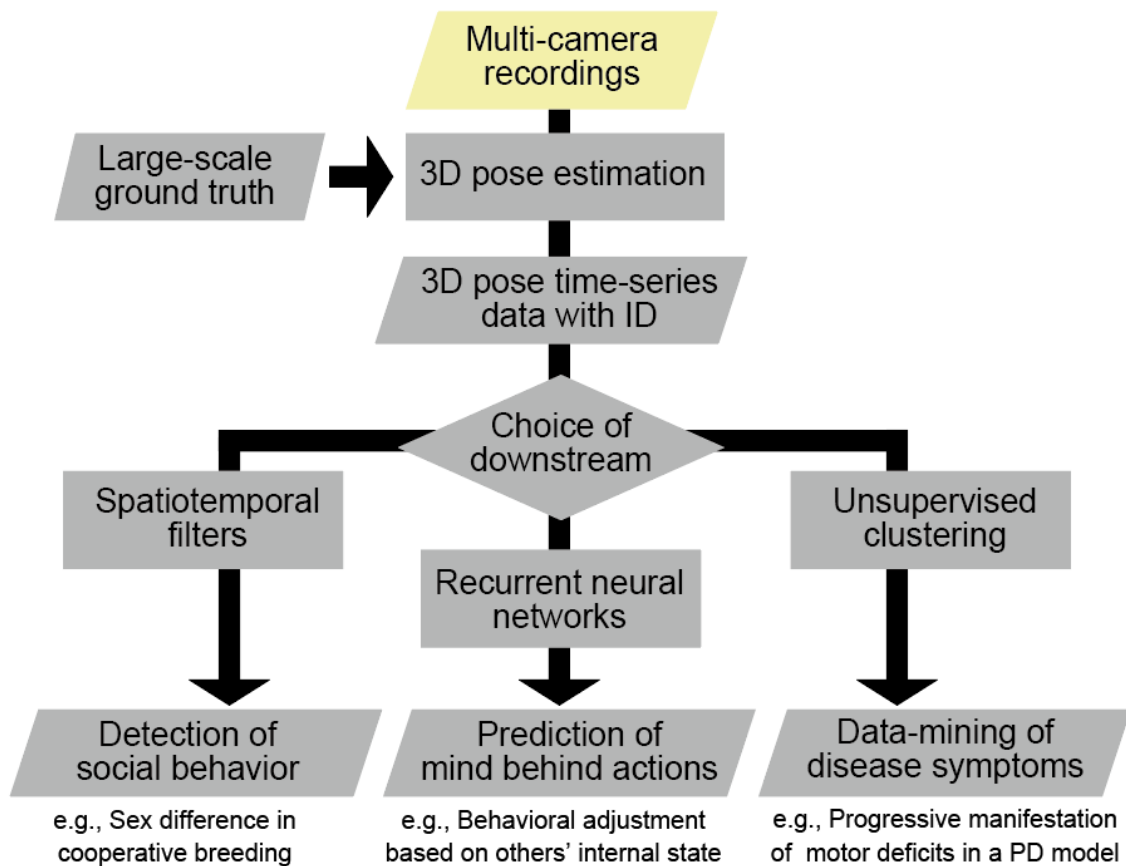 Multi-camera
recordings
Large-scale
ground truth
3D pose estimation
3D pose time-series
data with ID
Choice of
downstream
Spatiotemporal
filters
Recurrent neural
networks
Unsupervised
clustering
Detection of
social behavior
e.g., Sex difference in
cooperative breeding
Prediction of
mind behind actions
e.g., Behavioral adjustment
based on others’ internal state
Data-mining of
disease symptoms
e.g., Progressive manifestation
of motor deficits in a PD model